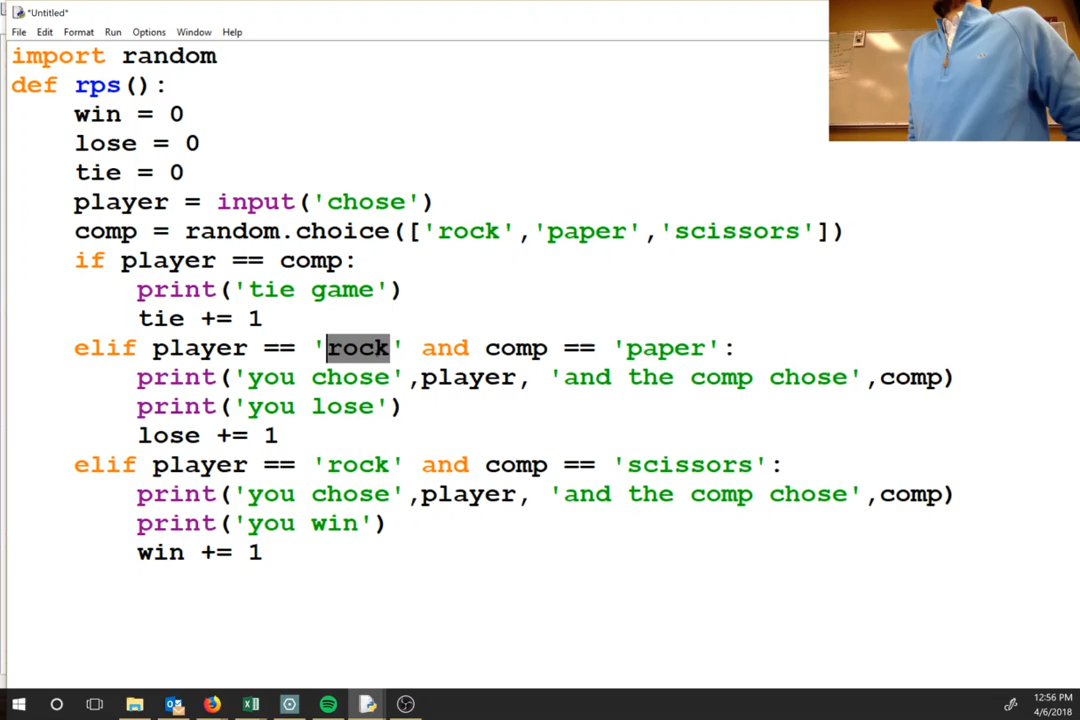 *Untitled*
File Edit Format Run Options Window Help
import random
def rps():
    win = 0
    lose = 0
    tie = 0
    player = input('chose')
    comp = random.choice(['rock','paper','scissors'])
    if player == comp:
        print('tie game')
        tie += 1
    elif player == 'rock' and comp == 'paper':
        print('you chose',player, 'and the comp chose',comp)
        print('you lose')
        lose += 1
    elif player == 'rock' and comp == 'scissors':
        print('you chose',player, 'and the comp chose',comp)
        print('you win')
        win += 1
12:56 PM
4/6/2018